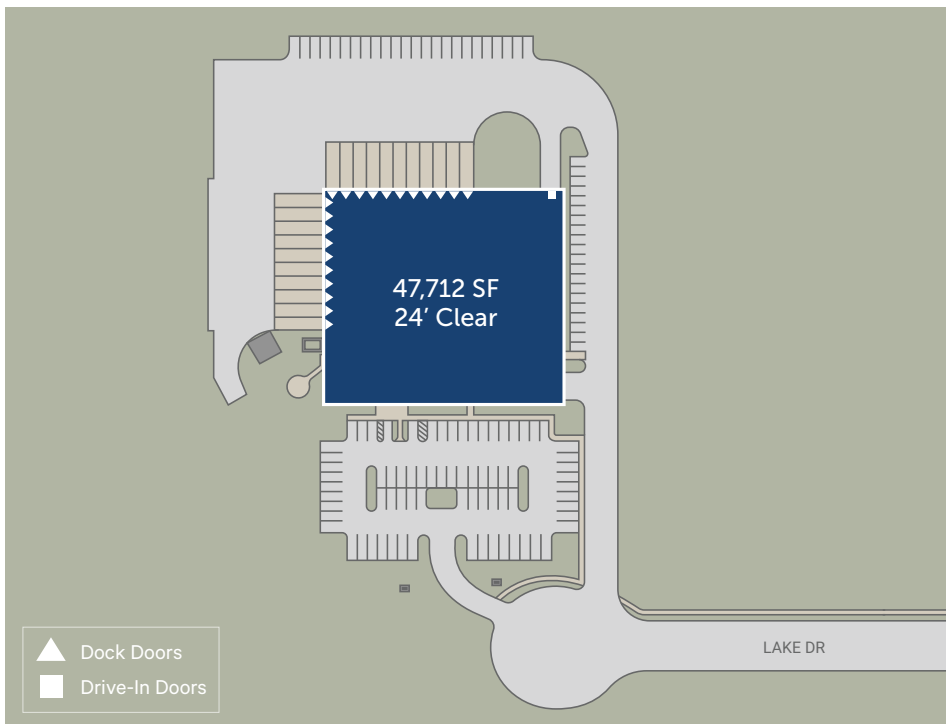 47,712 SF
24’ Clear
LAKE DR
Dock Doors
Drive-In Doors